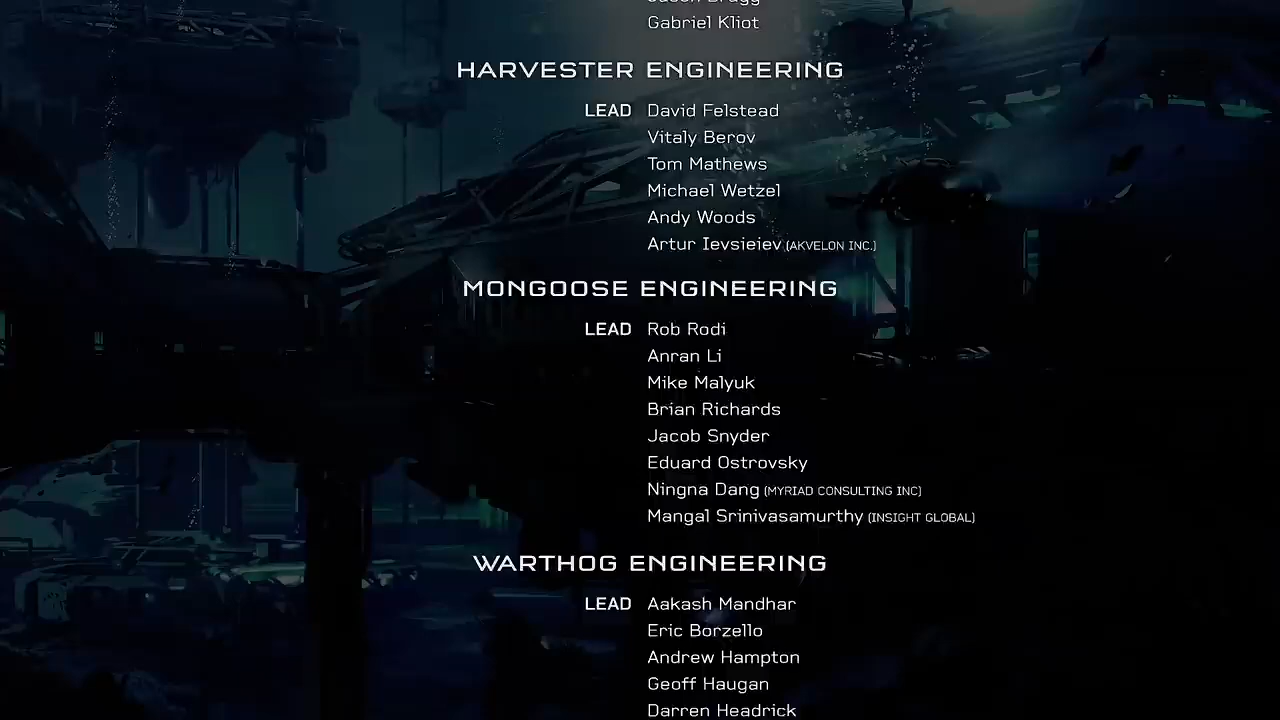 Gabriel Kliot
HARVESTER ENGINEERING
LEAD David Felstead
Vitaly Berov
Tom Mathews
Michael Wetzel
Andy Woods
Artur Ievsieiev (AKVELON INC.)
MONGOOSE ENGINEERING
LEAD Rob Rodi
Anran Li
Mike Malyuk
Brian Richards
Jacob Snyder
Eduard Ostrovsky
Ningna Dang (MYRIAD CONSULTING INC)
Mangal Srinivasamurthy (INSIGHT GLOBAL)
WARTHOG ENGINEERING
LEAD Aakash Mandhar
Eric Borzello
Andrew Hampton
Geoff Haugan
Darren Headrick